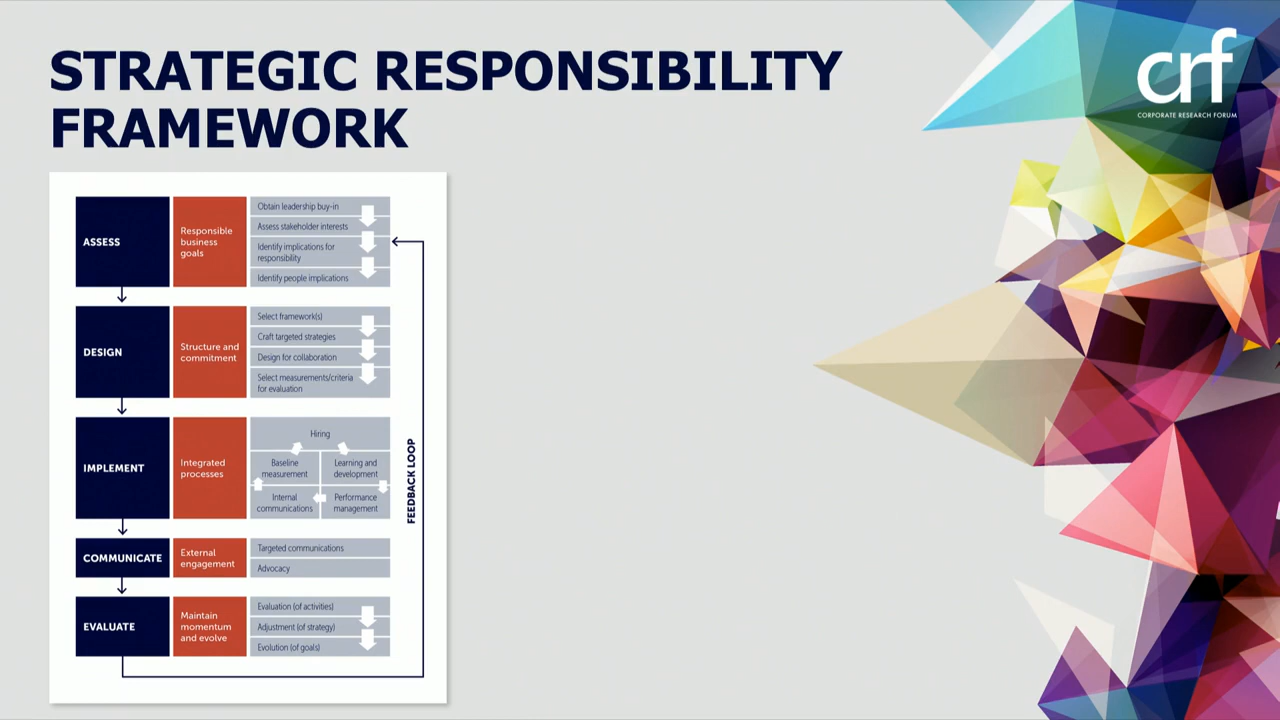 STRATEGIC RESPONSIBILITY
FRAMEWORK
crf
CORPORATE RESEARCH FORUM
ASSESS
Responsible
business
goals
Obtain leadership buy-in
Assess stakeholder interests
Identify implications for
responsibility
Identify people implications
DESIGN
Structure and
commitment
Select framework(s)
Craft targeted strategies
Design for collaboration
Select measurements/criteria
for evaluation
IMPLEMENT
Integrated
processes
Hiring
Baseline
measurement
Learning and
development
Internal
communications
Performance
management
FEEDBACK LOOP
COMMUNICATE
External
engagement
Targeted communications
Advocacy
EVALUATE
Maintain
momentum
and evolve
Evaluation (of activities)
Adjustment (of strategy)
Evolution (of goals)